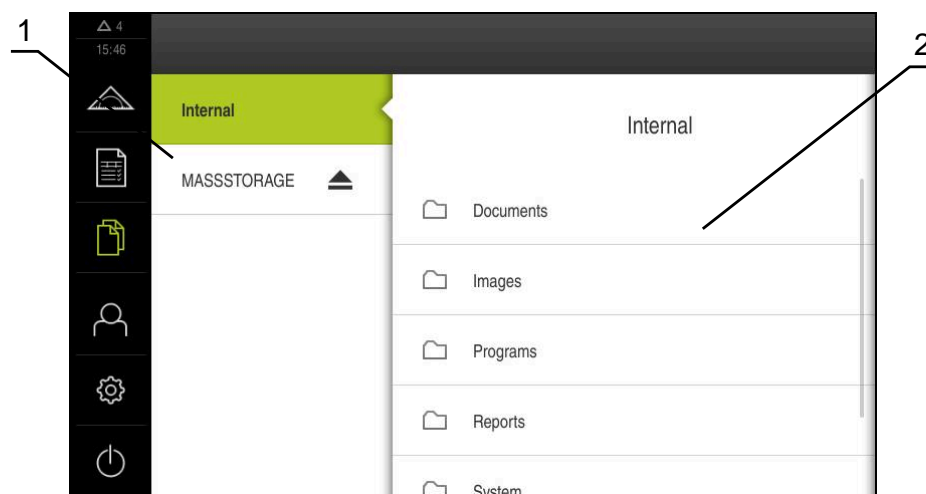 1
4
15:46
2
Internal
MASSSTORAGE
Internal
Documents
Images
Programs
Reports
System